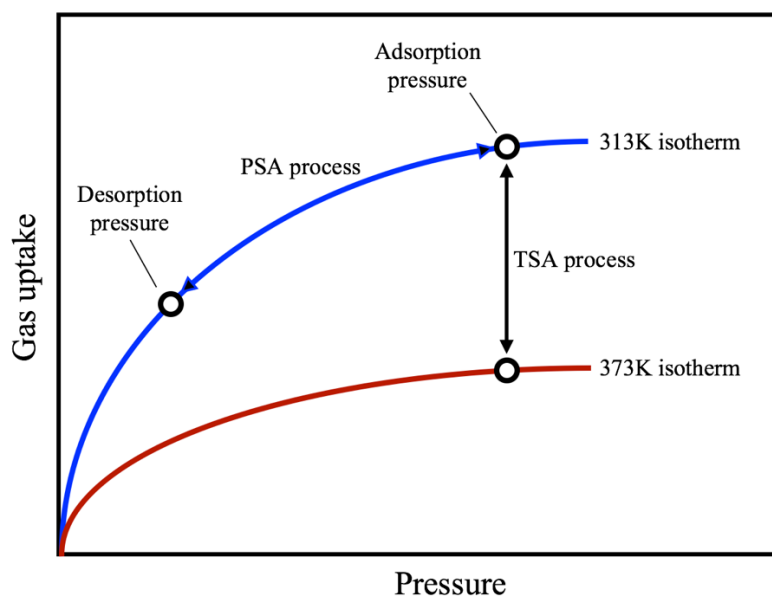 Adsorption
pressure
313K isotherm
PSA process
Desorption
pressure
TSA process
373K isotherm
Gas uptake
Pressure